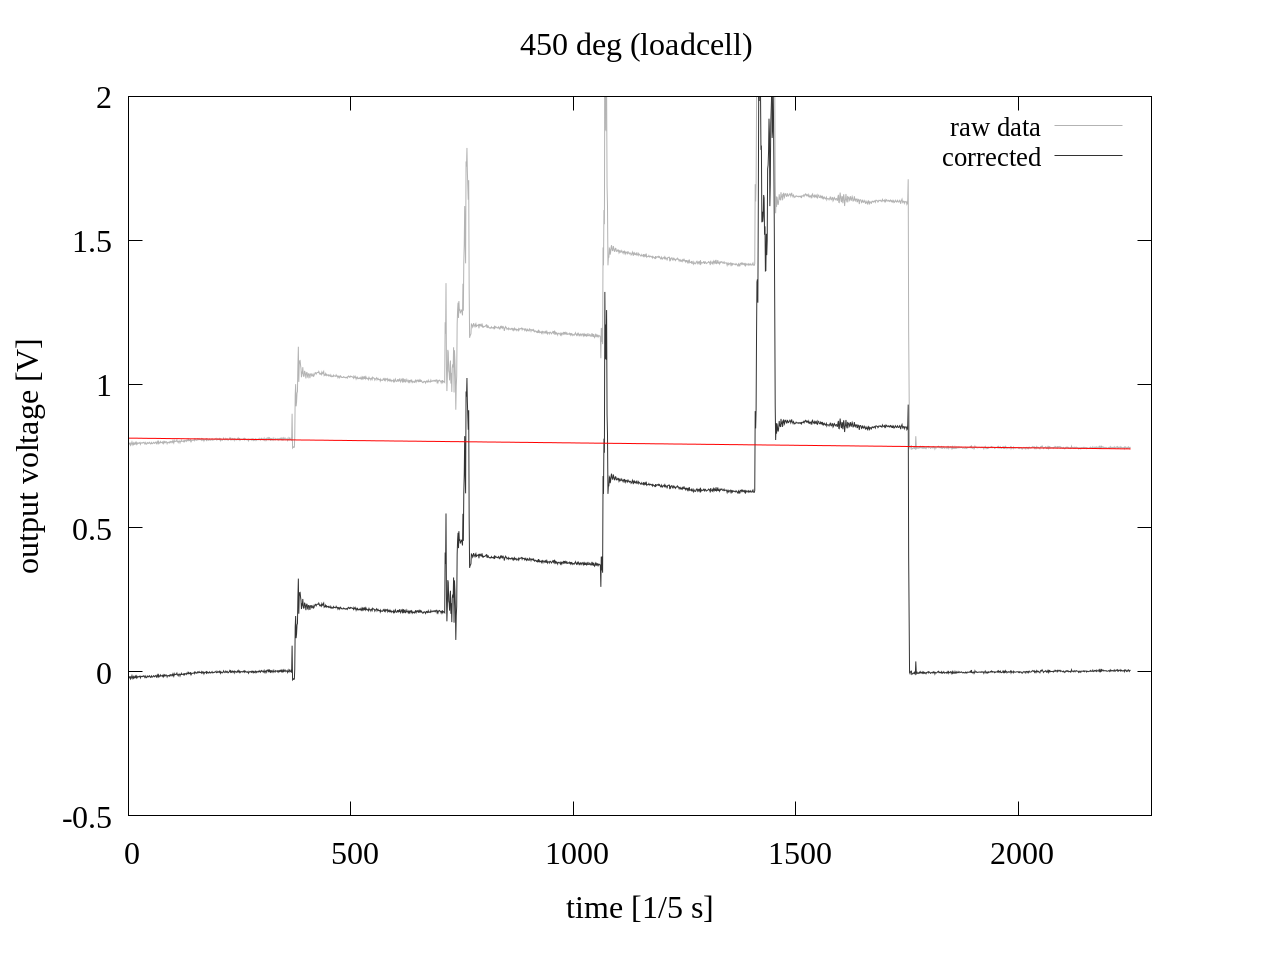 450 deg (loadcell)
raw data
corrected
output voltage [V]
2
1.5
1
0.5
0
-0.5
0 500 1000 1500 2000
time [1/5 s]